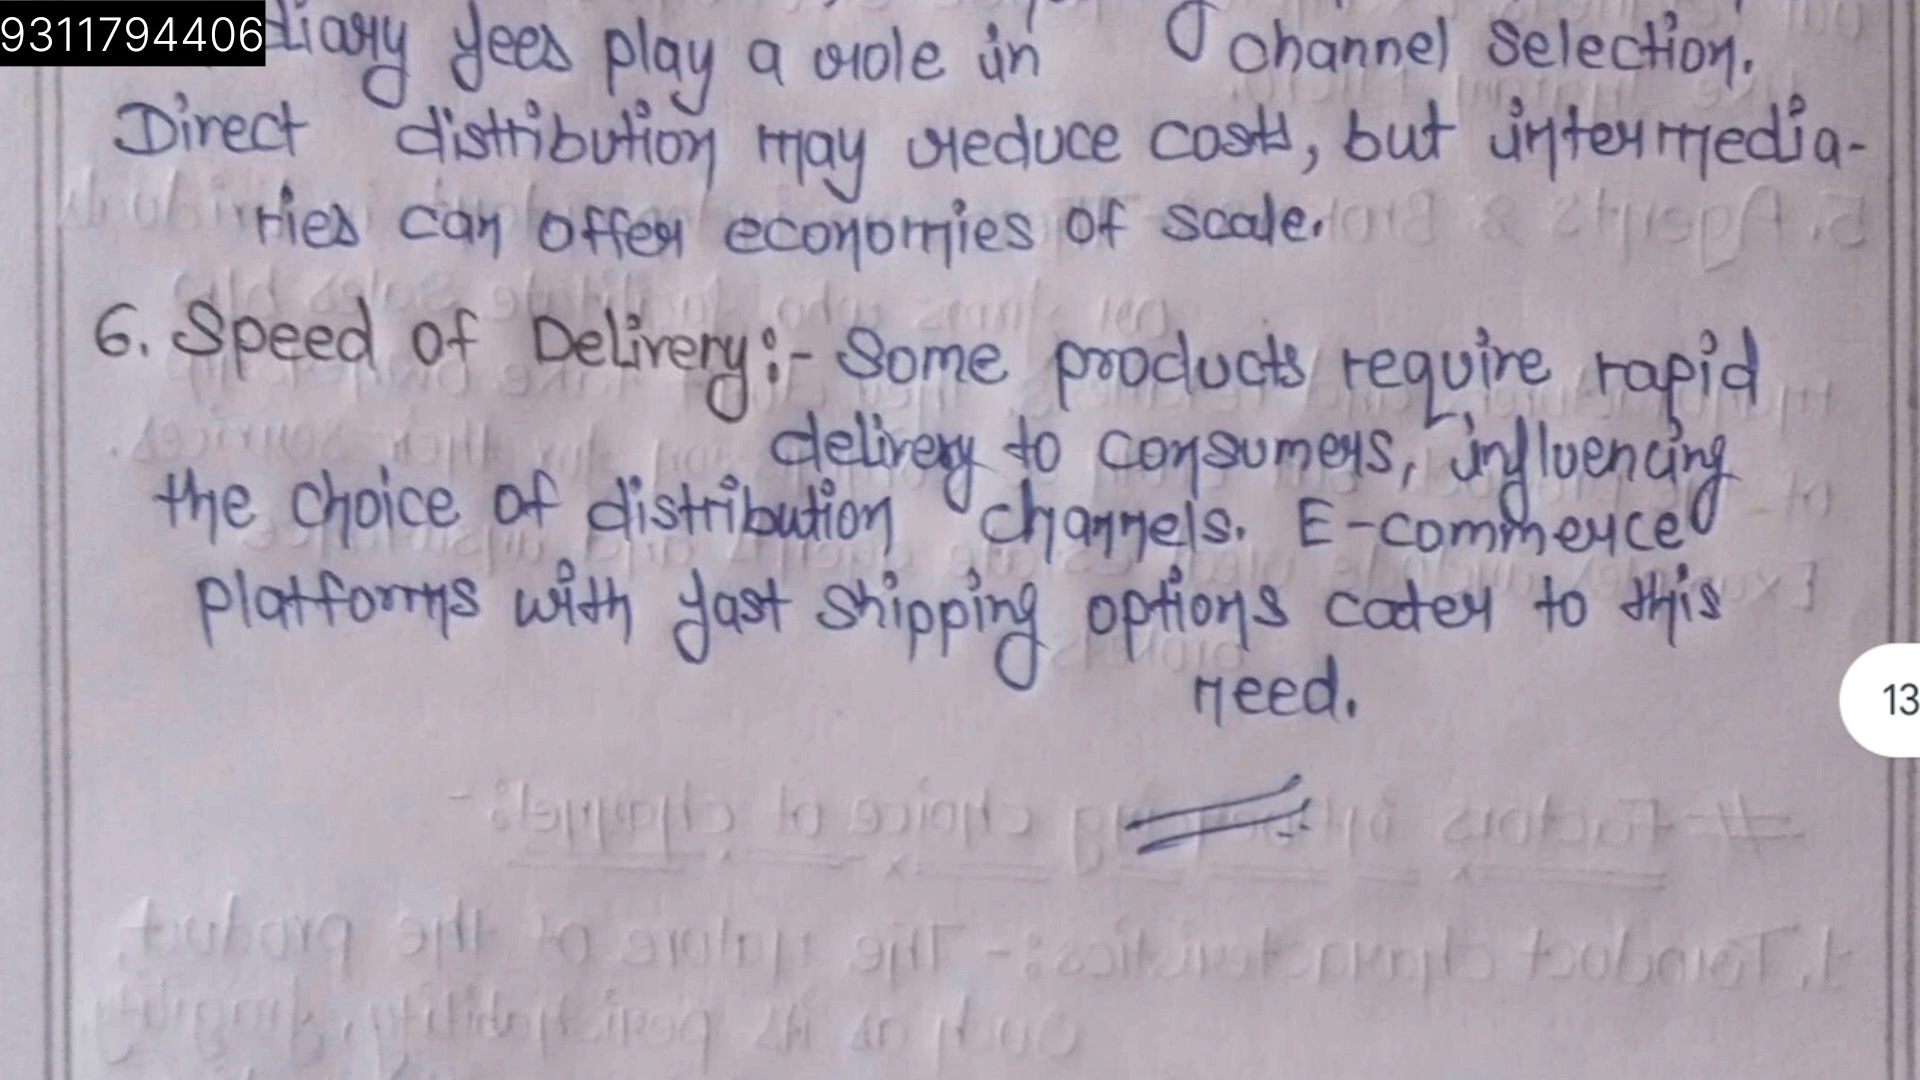 9311794406
diary fees play a role in channel selection.
Direct distribution may reduce costs, but intermedia-
ries can offer economies of scale.
6. Speed of Delivery:- Some products require rapid
delivery to consumers, influencing
the choice of distribution channels. E-commerce
platforms with fast shipping options cater to this
need.
13